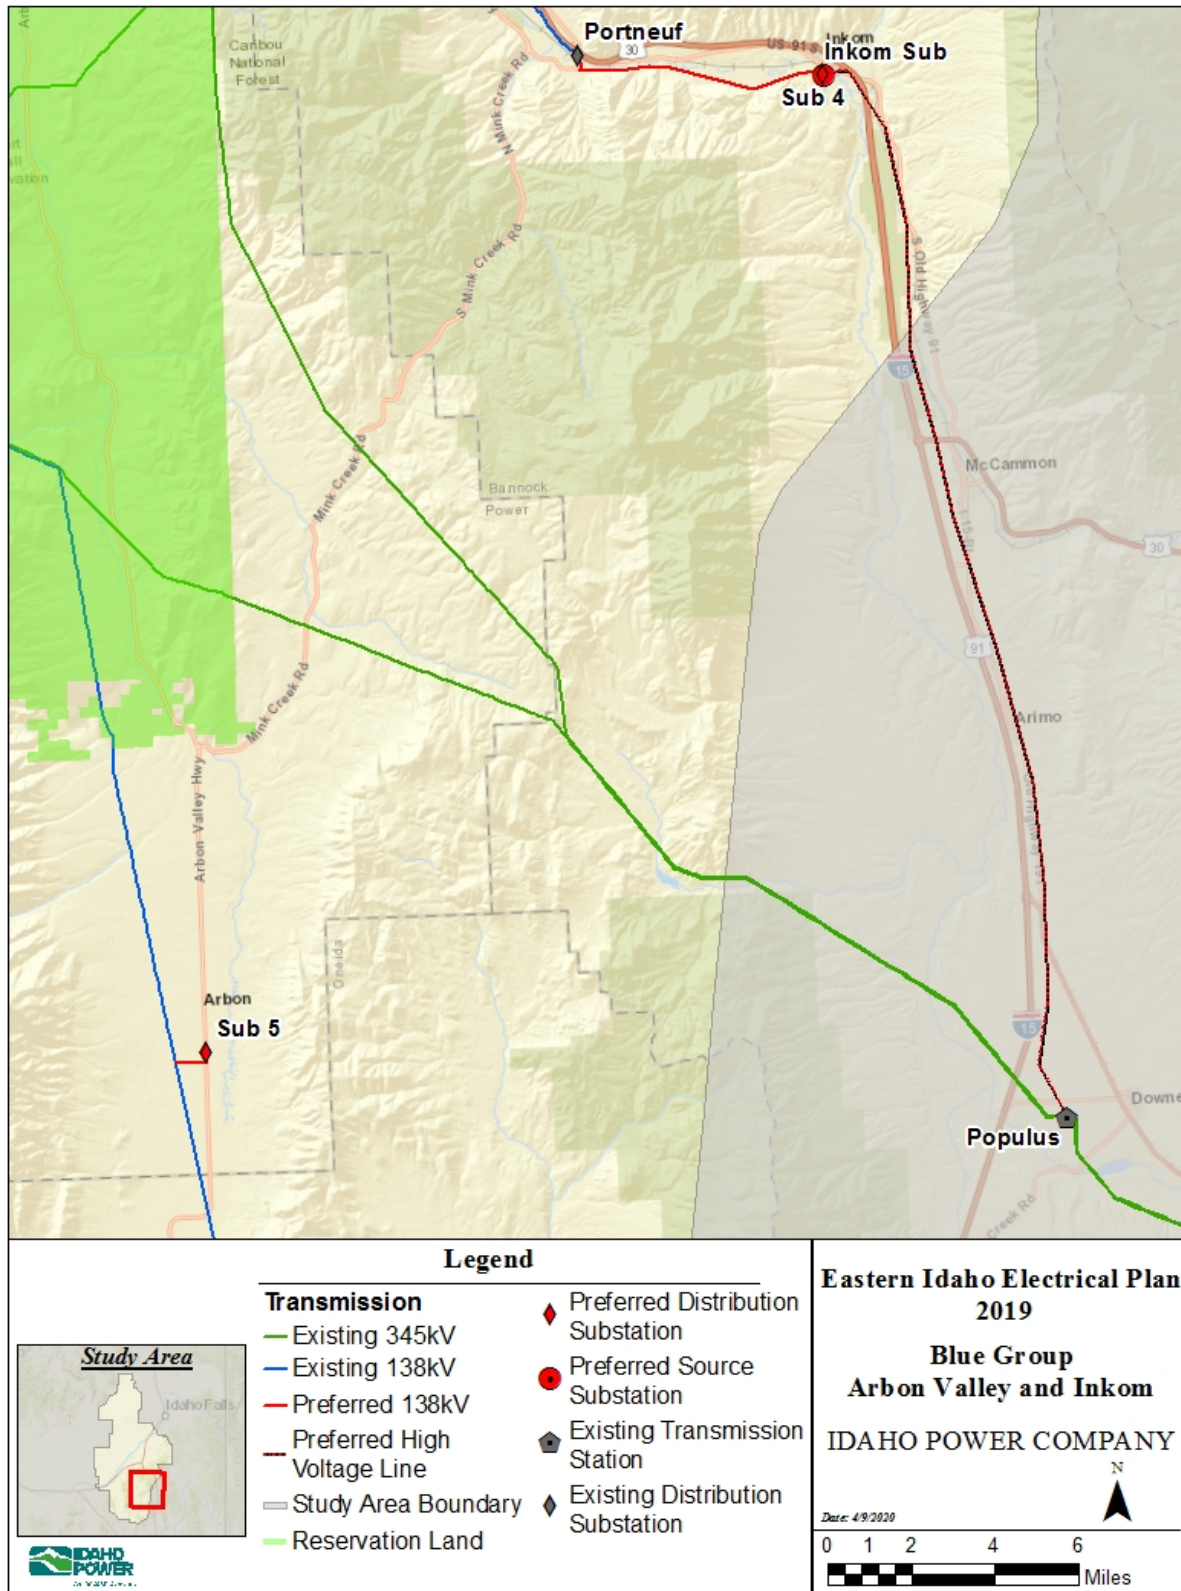 Portneuf
Inkom
Inkom Sub
Sub 4
US 91 S
30
Caribou
National
Forest
N Mink Creek Rd
S Mink Creek Rd
S Old Highway 91
15
McCammon
Mink Creek Rd
Bannock
Power
I-15 Bl
30
91
Mink Creek Rd
Arimo
Arbon Valley Hwy
Oneida
Arbon
Sub 5
15
Populus
Downe
Creek Rd
Legend
Transmission
Existing 345kV
Existing 138kV
Preferred 138kV
Preferred High
Voltage Line
Study Area Boundary
Reservation Land
Preferred Distribution
Substation
Preferred Source
Substation
Existing Transmission
Station
Existing Distribution
Substation
Study Area
Idaho Falls
IDAHO
POWER
Eastern Idaho Electrical Plan
2019
Blue Group
Arbon Valley and Inkom
IDAHO POWER COMPANY
N
Date: 4/9/2020
0 1 2 4 6
Miles